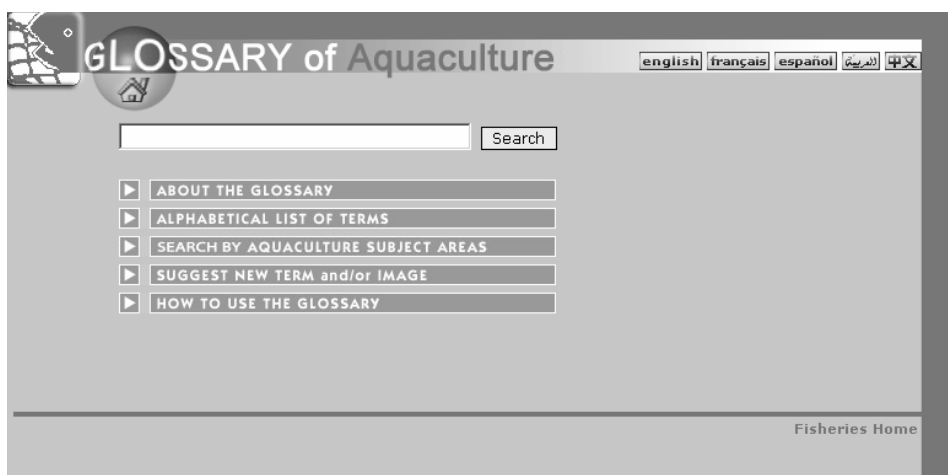 GLOSSARY of Aquaculture
english français español العربية 中文
Search
ABOUT THE GLOSSARY
ALPHABETICAL LIST OF TERMS
SEARCH BY AQUACULTURE SUBJECT AREAS
SUGGEST NEW TERM and/or IMAGE
HOW TO USE THE GLOSSARY
Fisheries Home